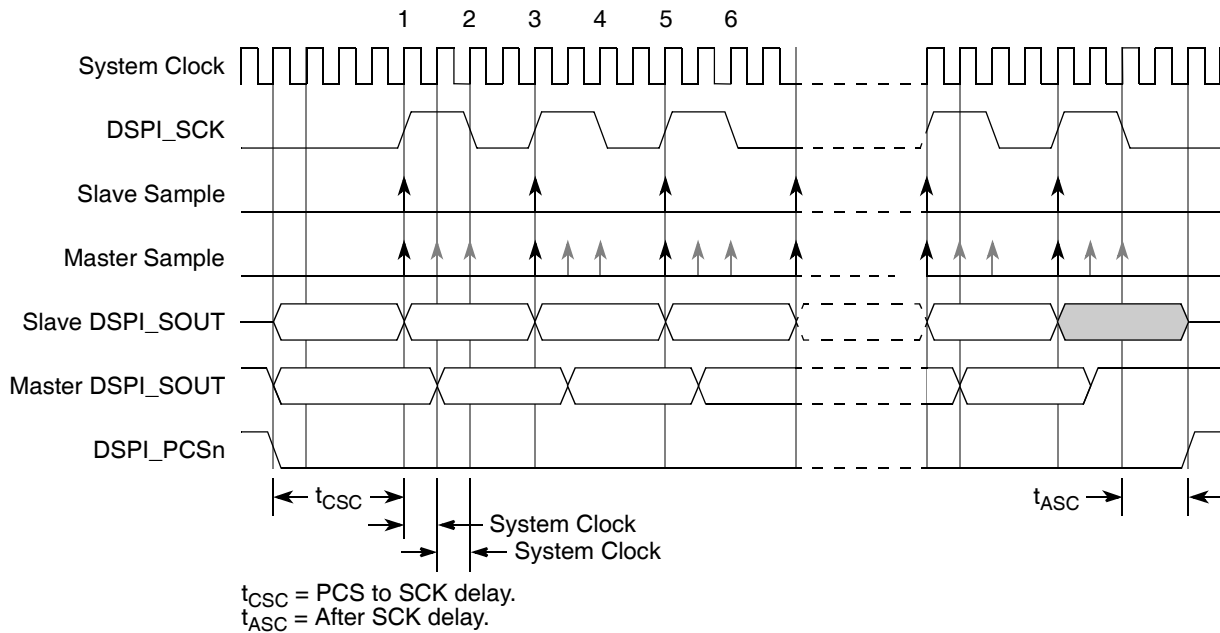 1 2 3 4 5 6
System Clock
DSPI_SCK
Slave Sample
Master Sample
Slave DSPI_SOUT
Master DSPI_SOUT
DSPI_PCSn
tCSC
tASC
System Clock
System Clock
tCSC = PCS to SCK delay.
tASC = After SCK delay.